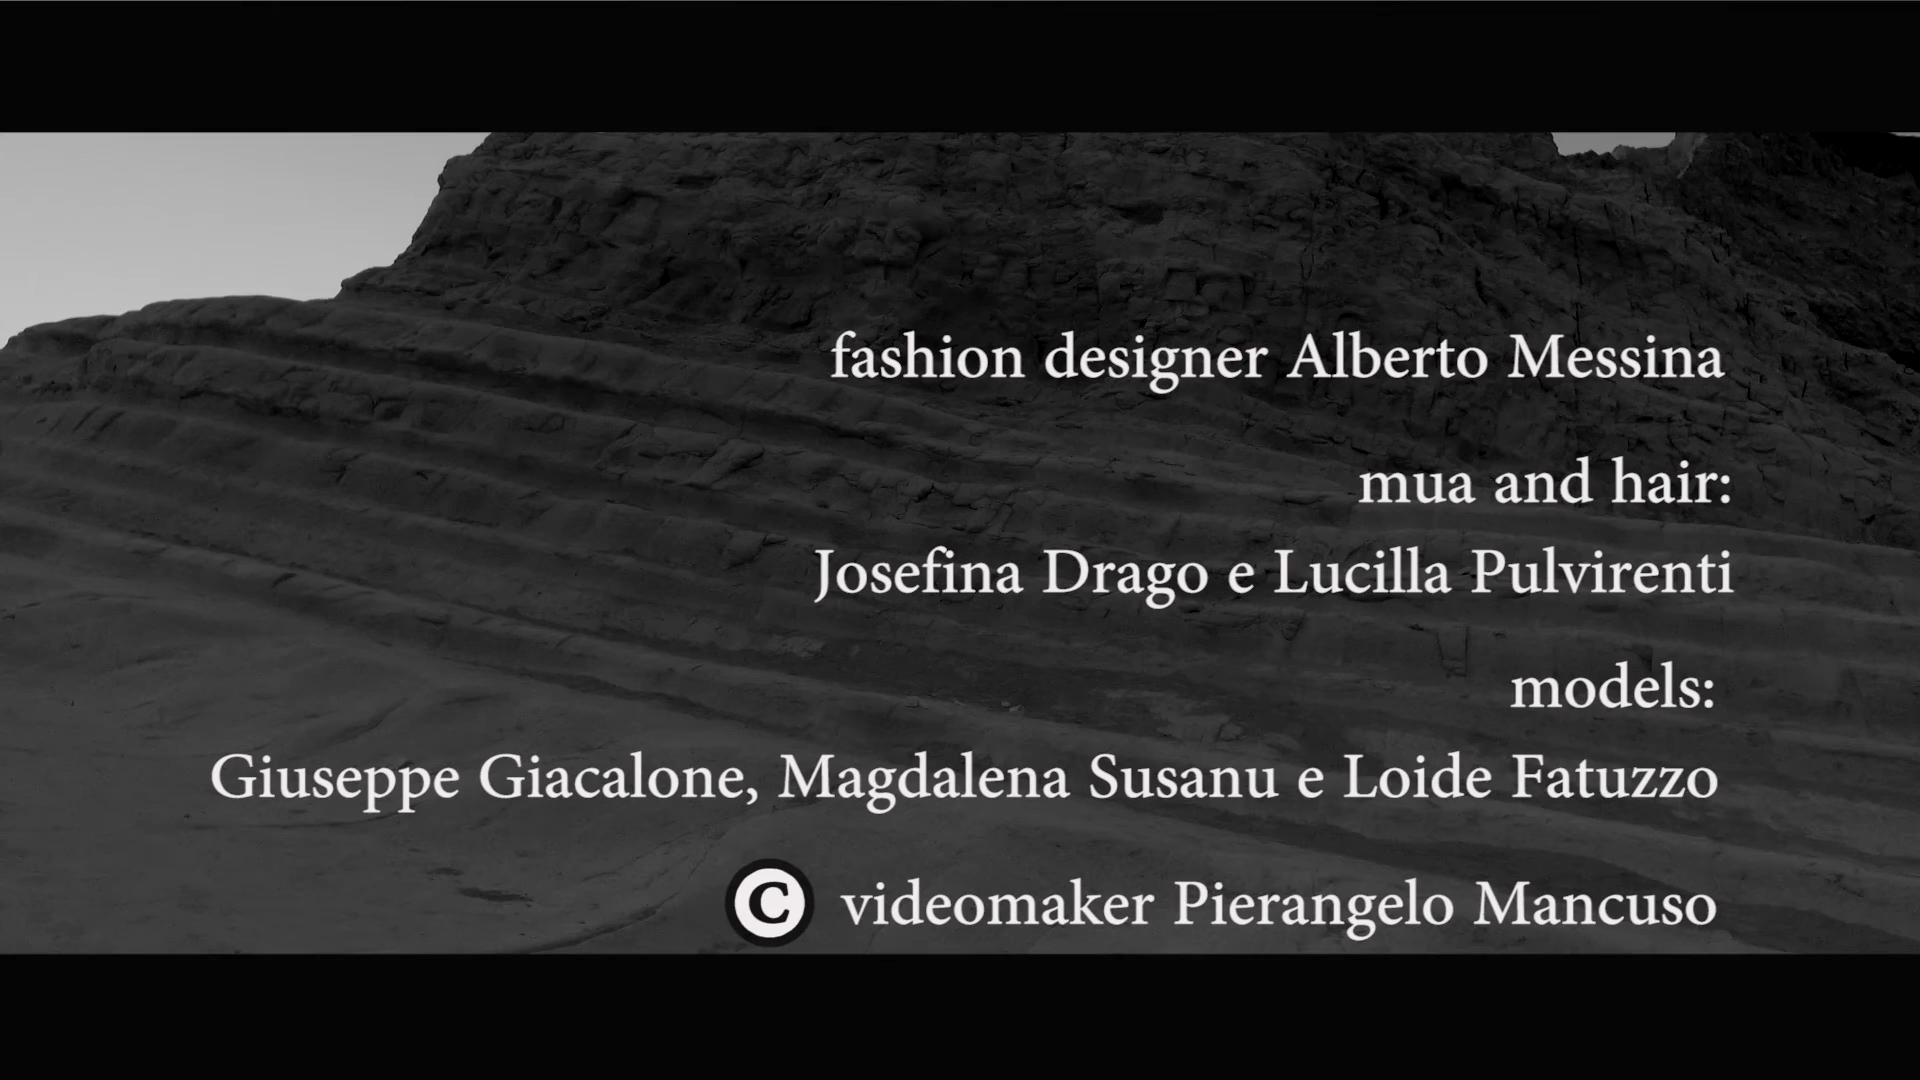 fashion designer Alberto Messina
mua and hair:
Josefina Drago e Lucilla Pulvirenti
models:
Giuseppe Giacalone, Magdalena Susanu e Loide Fatuzzo
© videomaker Pierangelo Mancuso